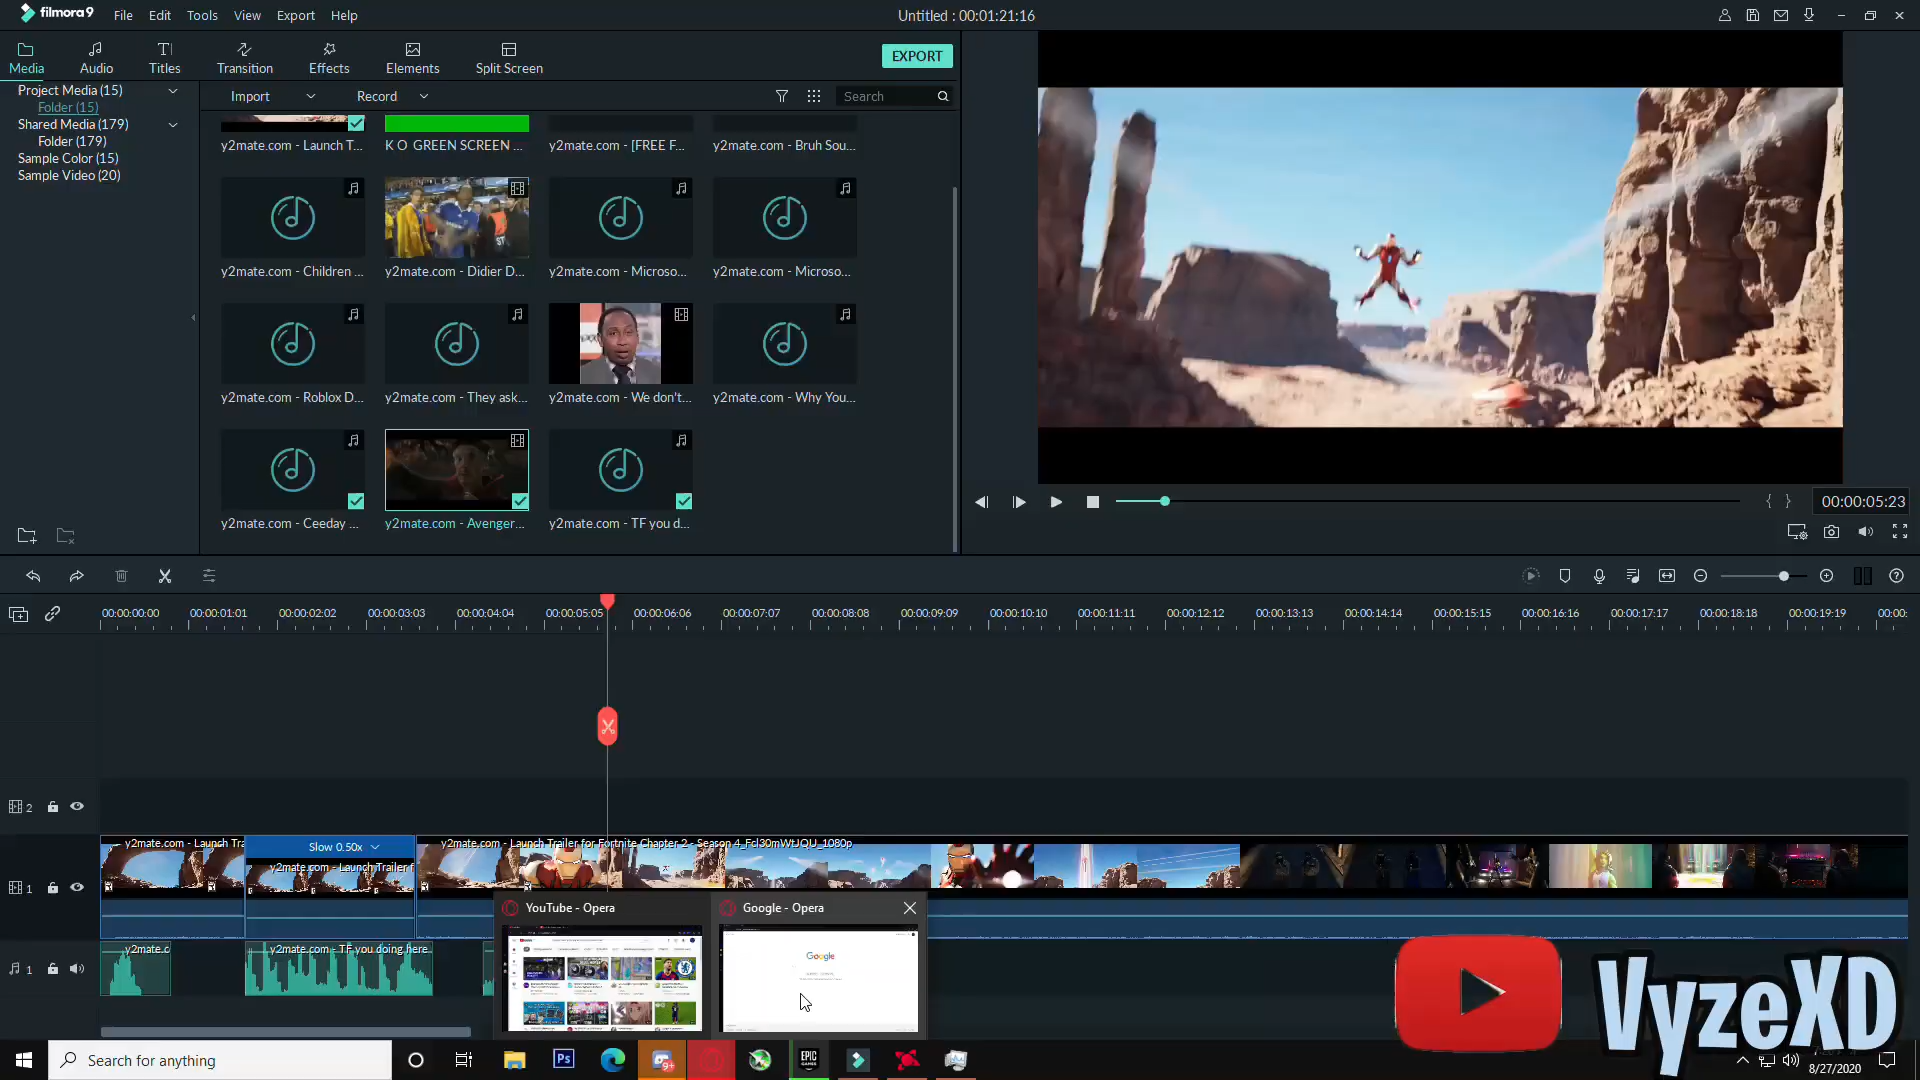 filmora9 File Edit Tools View Export Help Untitled : 00:01:21:16
Media Audio Titles Transition Effects Elements Split Screen EXPORT
Project Media (15)
Folder (15)
Shared Media (179)
Folder (179)
Sample Color (15)
Sample Video (20)
Import Record Search
y2mate.com - Launch T... K O GREEN SCREEN ... y2mate.com - [FREE F... y2mate.com - Bruh Sou...
y2mate.com - Children ... y2mate.com - Didier D... y2mate.com - Microso... y2mate.com - Microso...
y2mate.com - Roblox D... y2mate.com - They ask... y2mate.com - We don't... y2mate.com - Why You...
y2mate.com - Ceeday ... y2mate.com - Avenger... y2mate.com - TF you d...
00:00:05:23
00:00:00:00 00:00:01:01 00:00:02:02 00:00:03:03 00:00:04:04 00:00:05:05 00:00:06:06 00:00:07:07 00:00:08:08 00:00:09:09 00:00:10:10 00:00:11:11 00:00:12:12 00:00:13:13 00:00:14:14 00:00:15:15 00:00:16:16 00:00:17:17 00:00:18:18 00:00:19:19 00:00:
2
y2mate.com - Launch Tra
Slow 0.50x
y2mate.com - Launch Trailer f
y2mate.com - Launch Trailer for Fortnite Chapter 2 - Season 4_Fcl30mWtJQU_1080p
1
YouTube - Opera Google - Opera
Google
y2mate.c y2mate.com - TF you doing here
1
VyzeXD
Search for anything Ps 9+ EPIC GAMES
8/27/2020